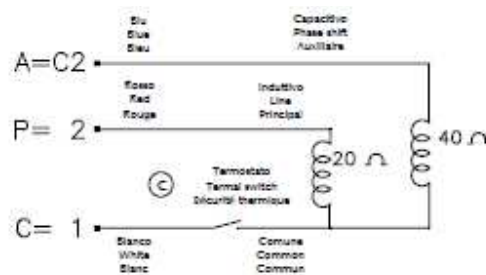 Blu
Blue
Bleu
Capacitivo
Phase shift
Auxiliaire
A=C2
Rosso
Red
Rouge
Induttivo
Line
Principal
P= 2
20 Ω
40 Ω
C
Termostato
Termal switch
Sécurité thermique
C= 1
Bianco
White
Blanc
Comune
Common
Commun